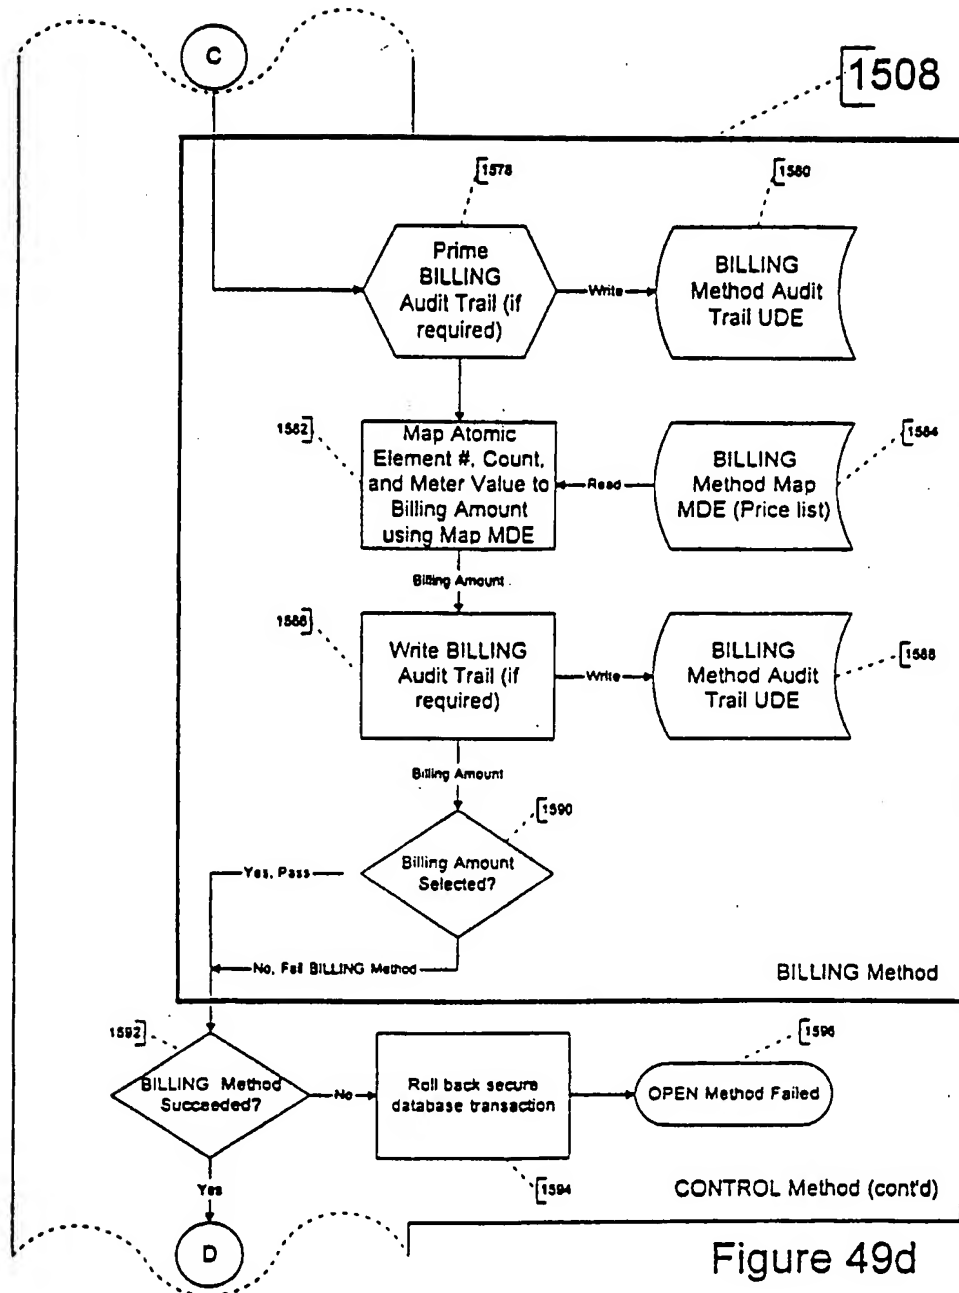 C
1508
1578
1580
Prime
BILLING
Audit Trail (if
required)
Write
BILLING
Method Audit
Trail UDE
1582
1584
Map Atomic
Element #, Count,
and Meter Value to
Billing Amount
using Map MDE
Read
BILLING
Method Map
MDE (Price list)
Billing Amount
1586
1588
Write BILLING
Audit Trail (if
required)
Write
BILLING
Method Audit
Trail UDE
Billing Amount
1590
Billing Amount
Selected?
Yes, Pass
No, Fail BILLING Method
BILLING Method
1592
1596
BILLING Method
Succeeded?
No
Roll back secure
database transaction
OPEN Method Failed
Yes
1594
CONTROL Method (cont'd)
D
Figure 49d